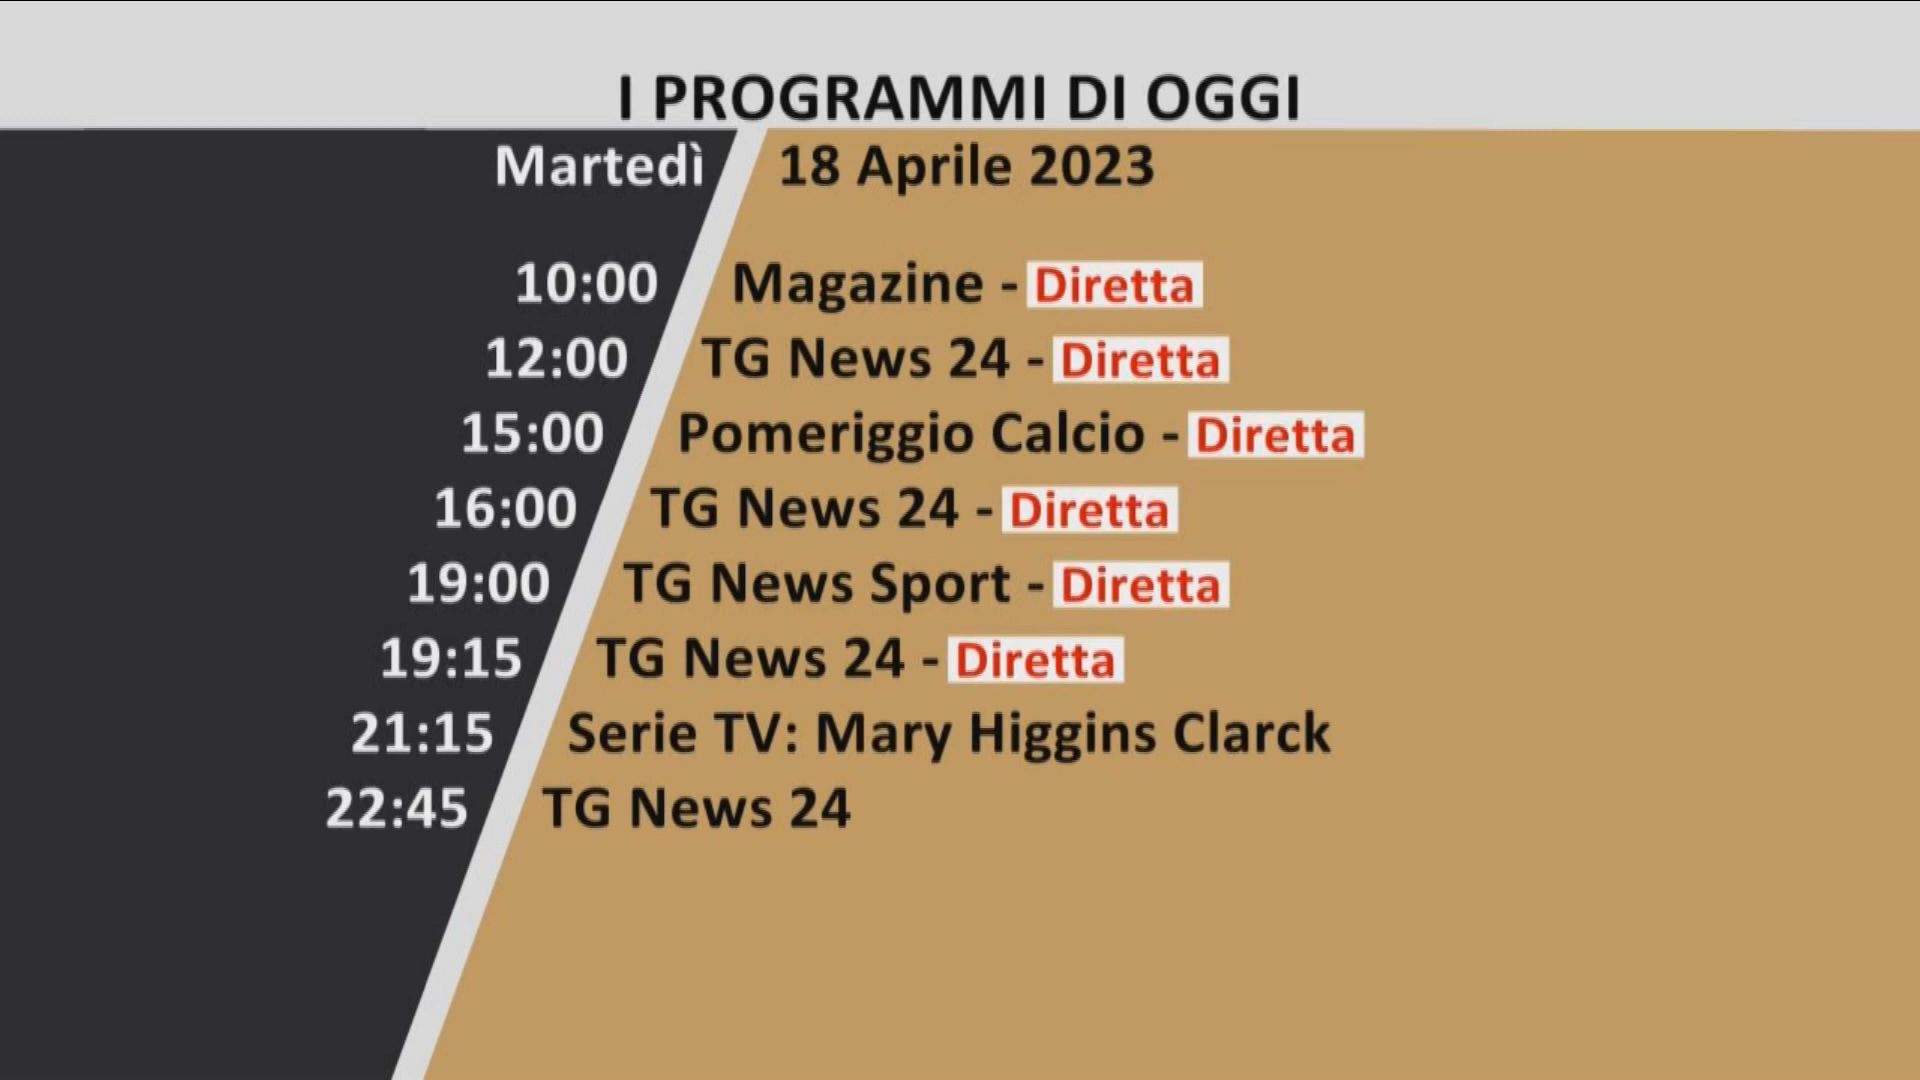 I PROGRAMMI DI OGGI
Martedì 18 Aprile 2023
10:00 Magazine - Diretta
12:00 TG News 24 - Diretta
15:00 Pomeriggio Calcio - Diretta
16:00 TG News 24 - Diretta
19:00 TG News Sport - Diretta
19:15 TG News 24 - Diretta
21:15 Serie TV: Mary Higgins Clarck
22:45 TG News 24